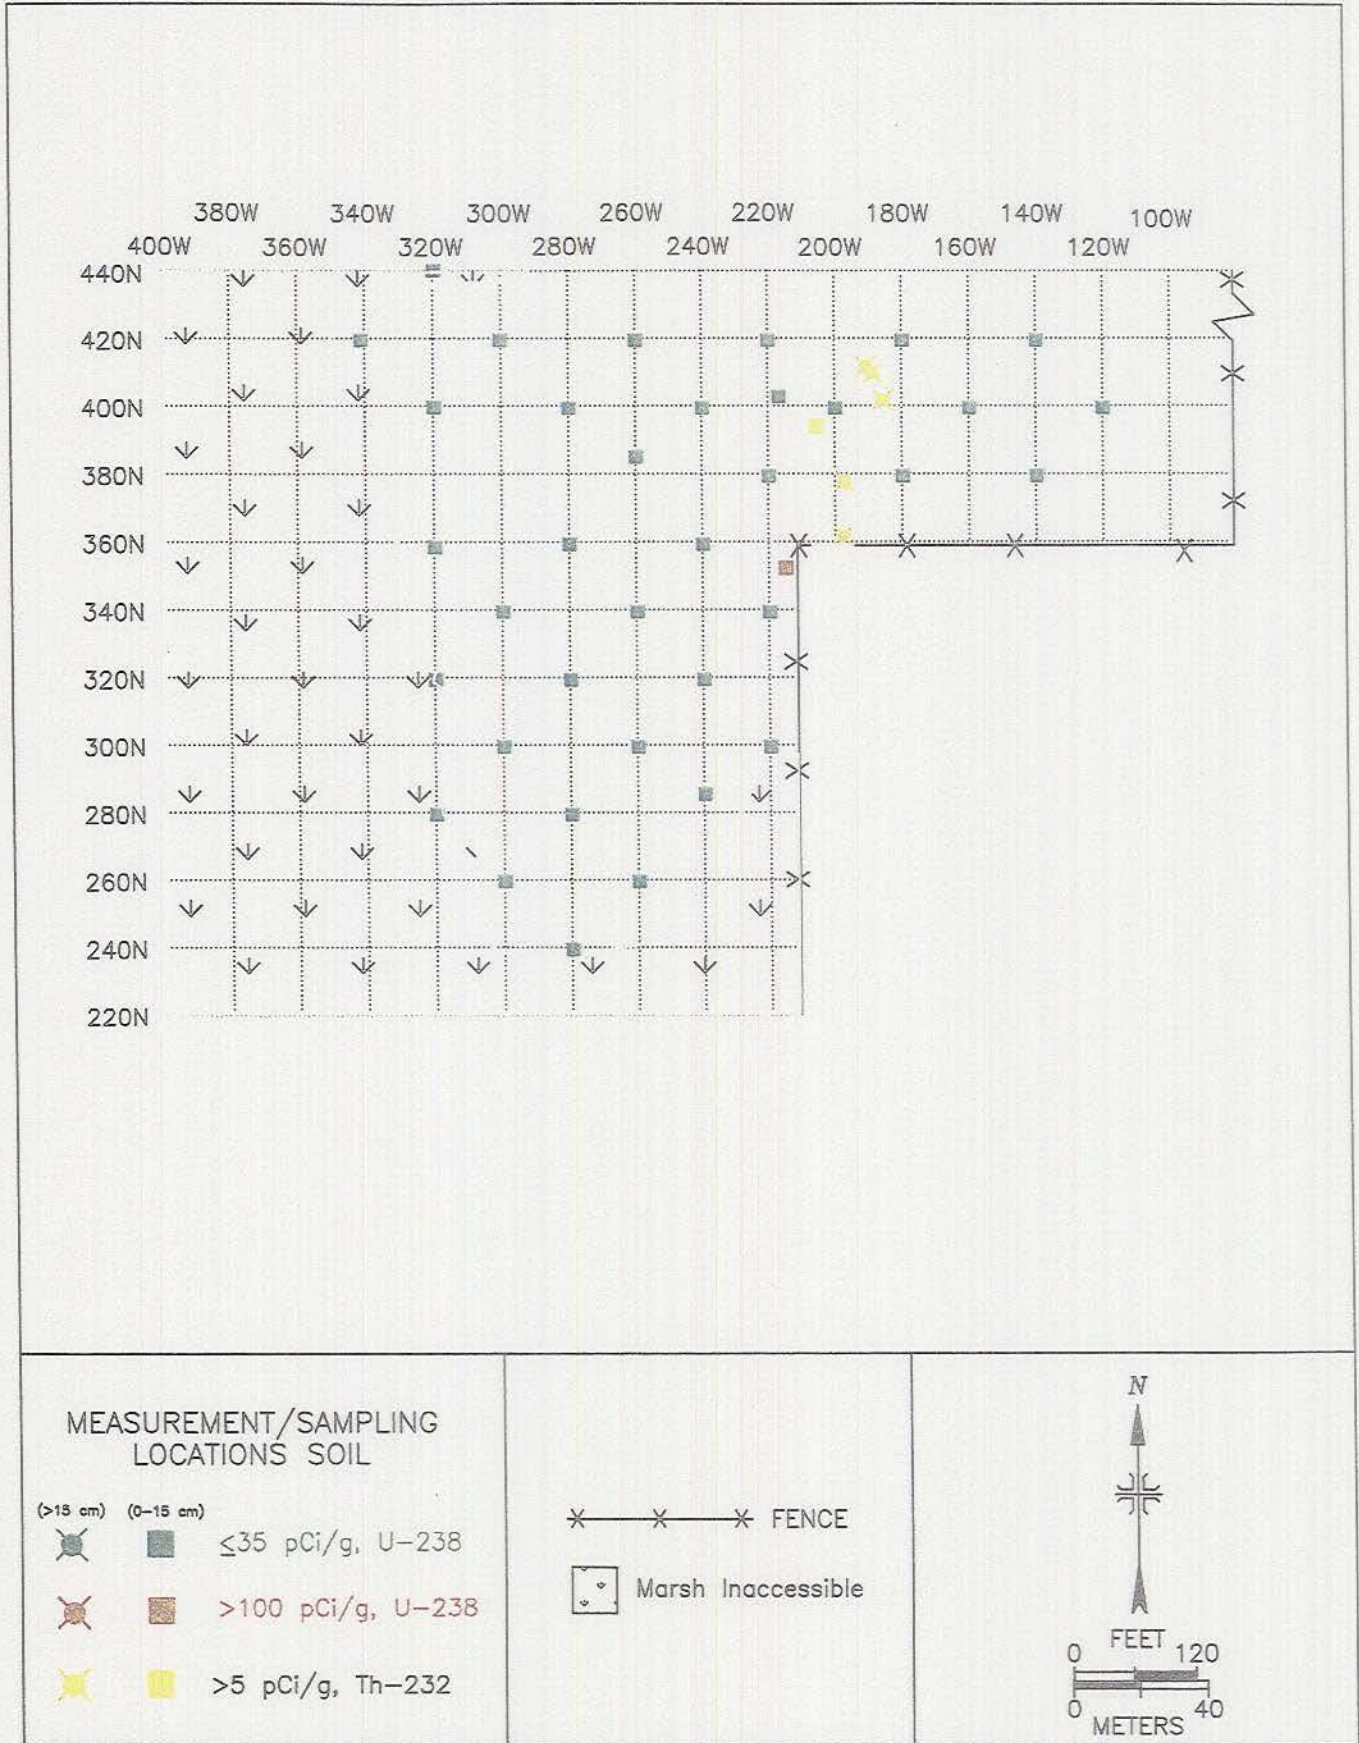 380W 340W 300W 260W 220W 180W 140W 100W
400W 360W 320W 280W 240W 200W 160W 120W
440N
420N
400N
380N
360N
340N
320N
300N
280N
260N
240N
220N
MEASUREMENT/SAMPLING
LOCATIONS SOIL
(>15 cm) (0-15 cm)
≤35 pCi/g, U-238
>100 pCi/g, U-238
>5 pCi/g, Th-232
FENCE
Marsh Inaccessible
N
FEET
0 120
0 40
METERS